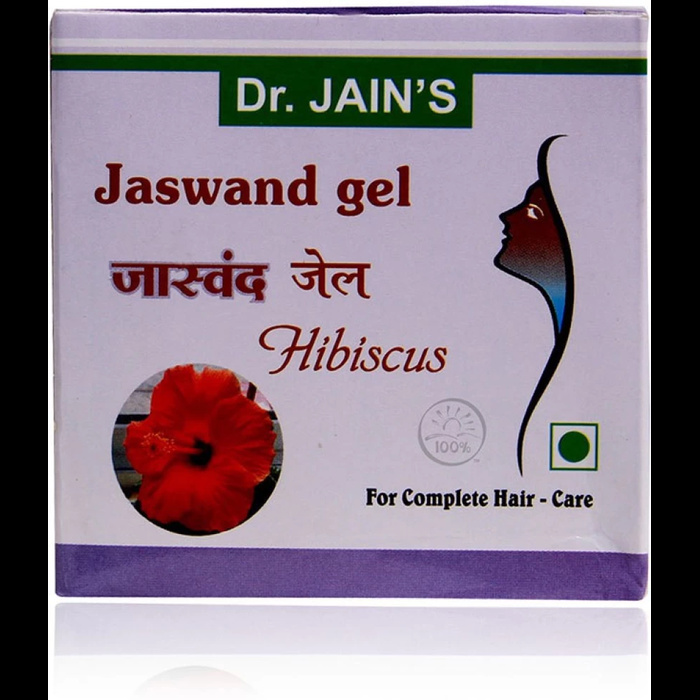 Dr. JAIN'S
Jaswand gel
जास्वंद जेल
Hibiscus
100%
For Complete Hair - Care